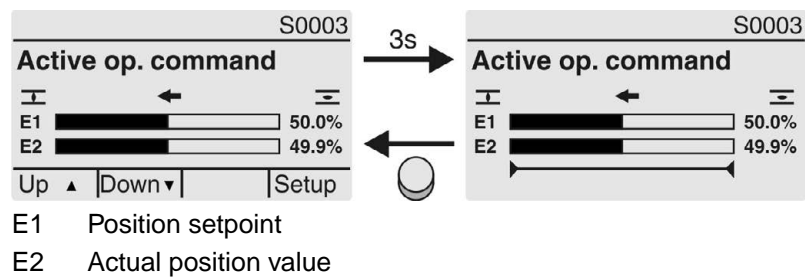 S0003
Active op. command
E1 50.0%
E2 49.9%
Up ▲ Down ▼ Setup
3s
S0003
Active op. command
E1 50.0%
E2 49.9%
E1 Position setpoint
E2 Actual position value